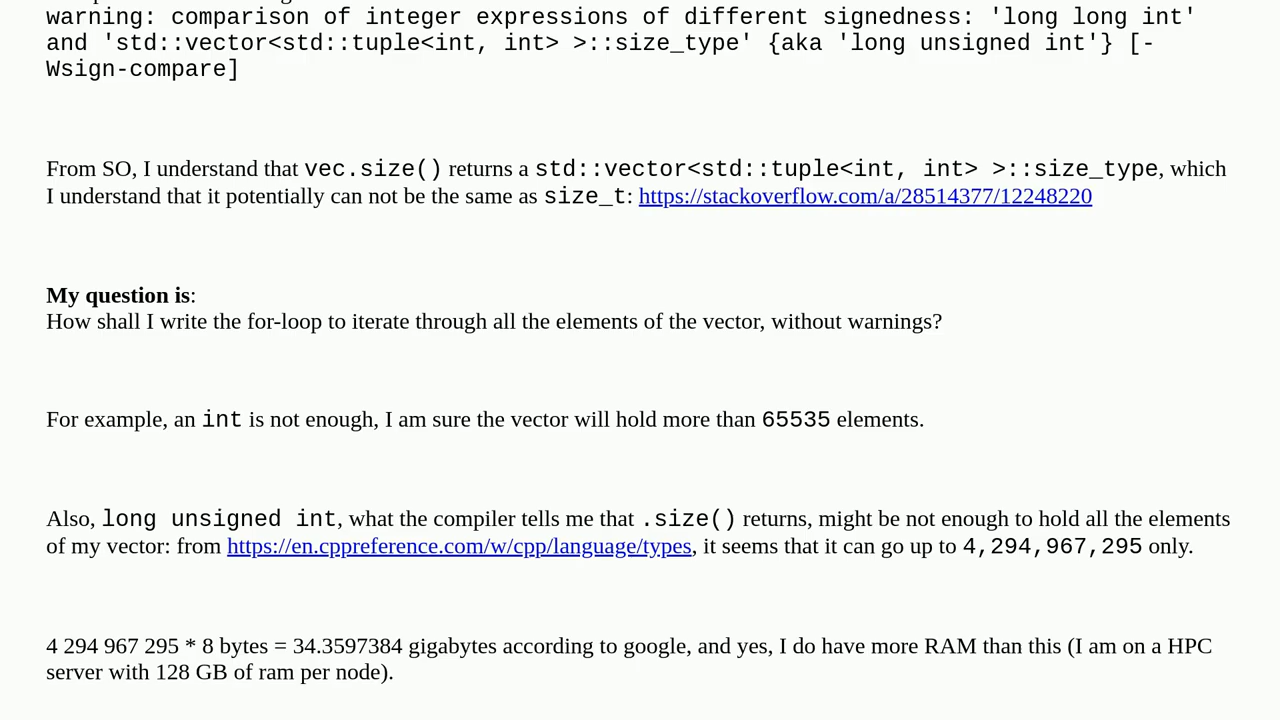 warning: comparison of integer expressions of different signedness: 'long long int'
and 'std::vector<std::tuple<int, int> >::size_type' {aka 'long unsigned int'} [-
Wsign-compare]
From SO, I understand that vec.size() returns a std::vector<std::tuple<int, int> >::size_type, which
I understand that it potentially can not be the same as size_t: https://stackoverflow.com/a/28514377/12248220
My question is:
How shall I write the for-loop to iterate through all the elements of the vector, without warnings?
For example, an int is not enough, I am sure the vector will hold more than 65535 elements.
Also, long unsigned int, what the compiler tells me that .size() returns, might be not enough to hold all the elements
of my vector: from https://en.cppreference.com/w/cpp/language/types, it seems that it can go up to 4,294,967,295 only.
4 294 967 295 * 8 bytes = 34.3597384 gigabytes according to google, and yes, I do have more RAM than this (I am on a HPC
server with 128 GB of ram per node).